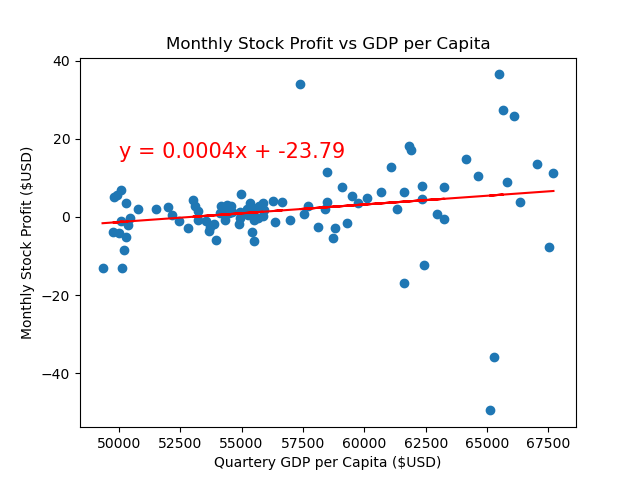 Monthly Stock Profit vs GDP per Capita
40
20
0
−20
−40
Monthly Stock Profit ($USD)
y = 0.0004x + -23.79
50000 52500 55000 57500 60000 62500 65000 67500
Quartery GDP per Capita ($USD)